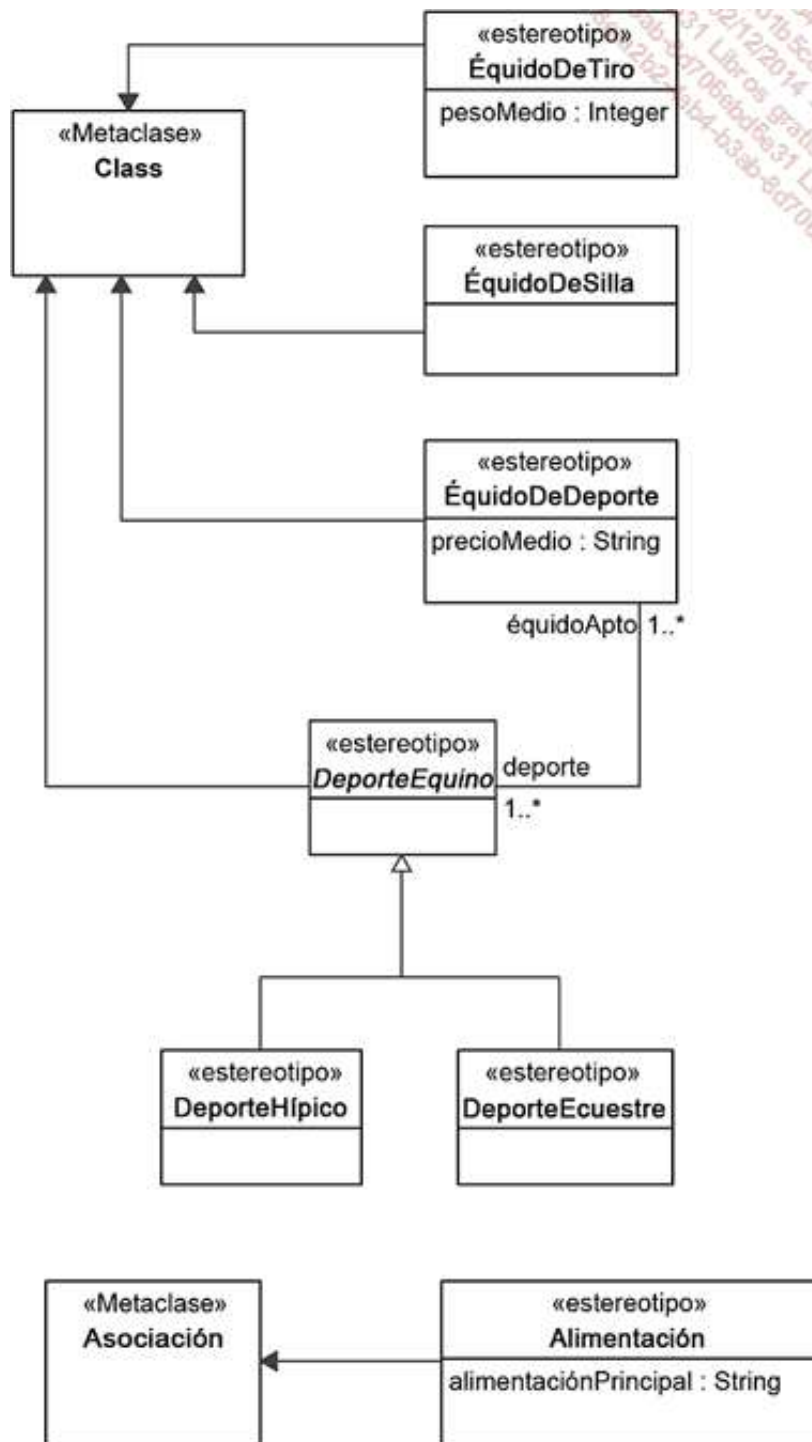 «estereotipo»
ÉquidoDeTiro
pesoMedio : Integer
«Metaclase»
Class
«estereotipo»
ÉquidoDeSilla
«estereotipo»
ÉquidoDeDeporte
precioMedio : String
équidoApto 1..*
«estereotipo»
DeporteEquino
deporte
1..*
«estereotipo»
DeporteHípico
«estereotipo»
DeporteEcuestre
«Metaclase»
Asociación
«estereotipo»
Alimentación
alimentaciónPrincipal : String